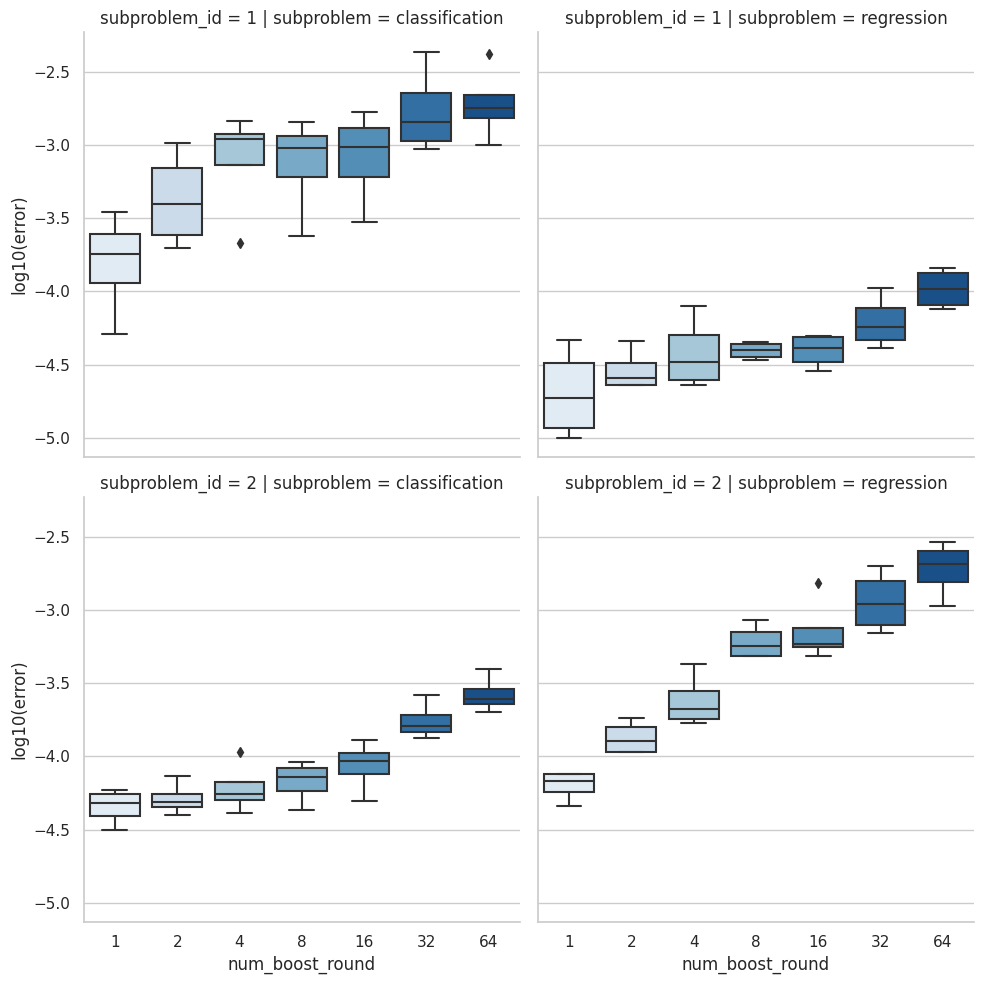 subproblem_id = 1 | subproblem = classification
subproblem_id = 1 | subproblem = regression
−2.5
−3.0
−3.5
−4.0
−4.5
−5.0
log10(error)
subproblem_id = 2 | subproblem = classification
subproblem_id = 2 | subproblem = regression
−2.5
−3.0
−3.5
−4.0
−4.5
−5.0
log10(error)
1 2 4 8 16 32 64
num_boost_round
1 2 4 8 16 32 64
num_boost_round